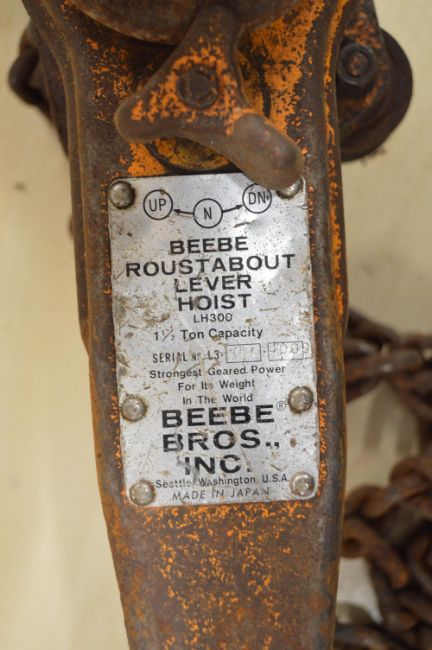 UP N DN
BEEBE
ROUSTABOUT
LEVER
HOIST
LH300
1½ Ton Capacity
SERIAL Nº L3-
Strongest Geared Power
For Its Weight
In The World
BEEBE®
BROS.,
INC.
Seattle, Washington U.S.A.
MADE IN JAPAN